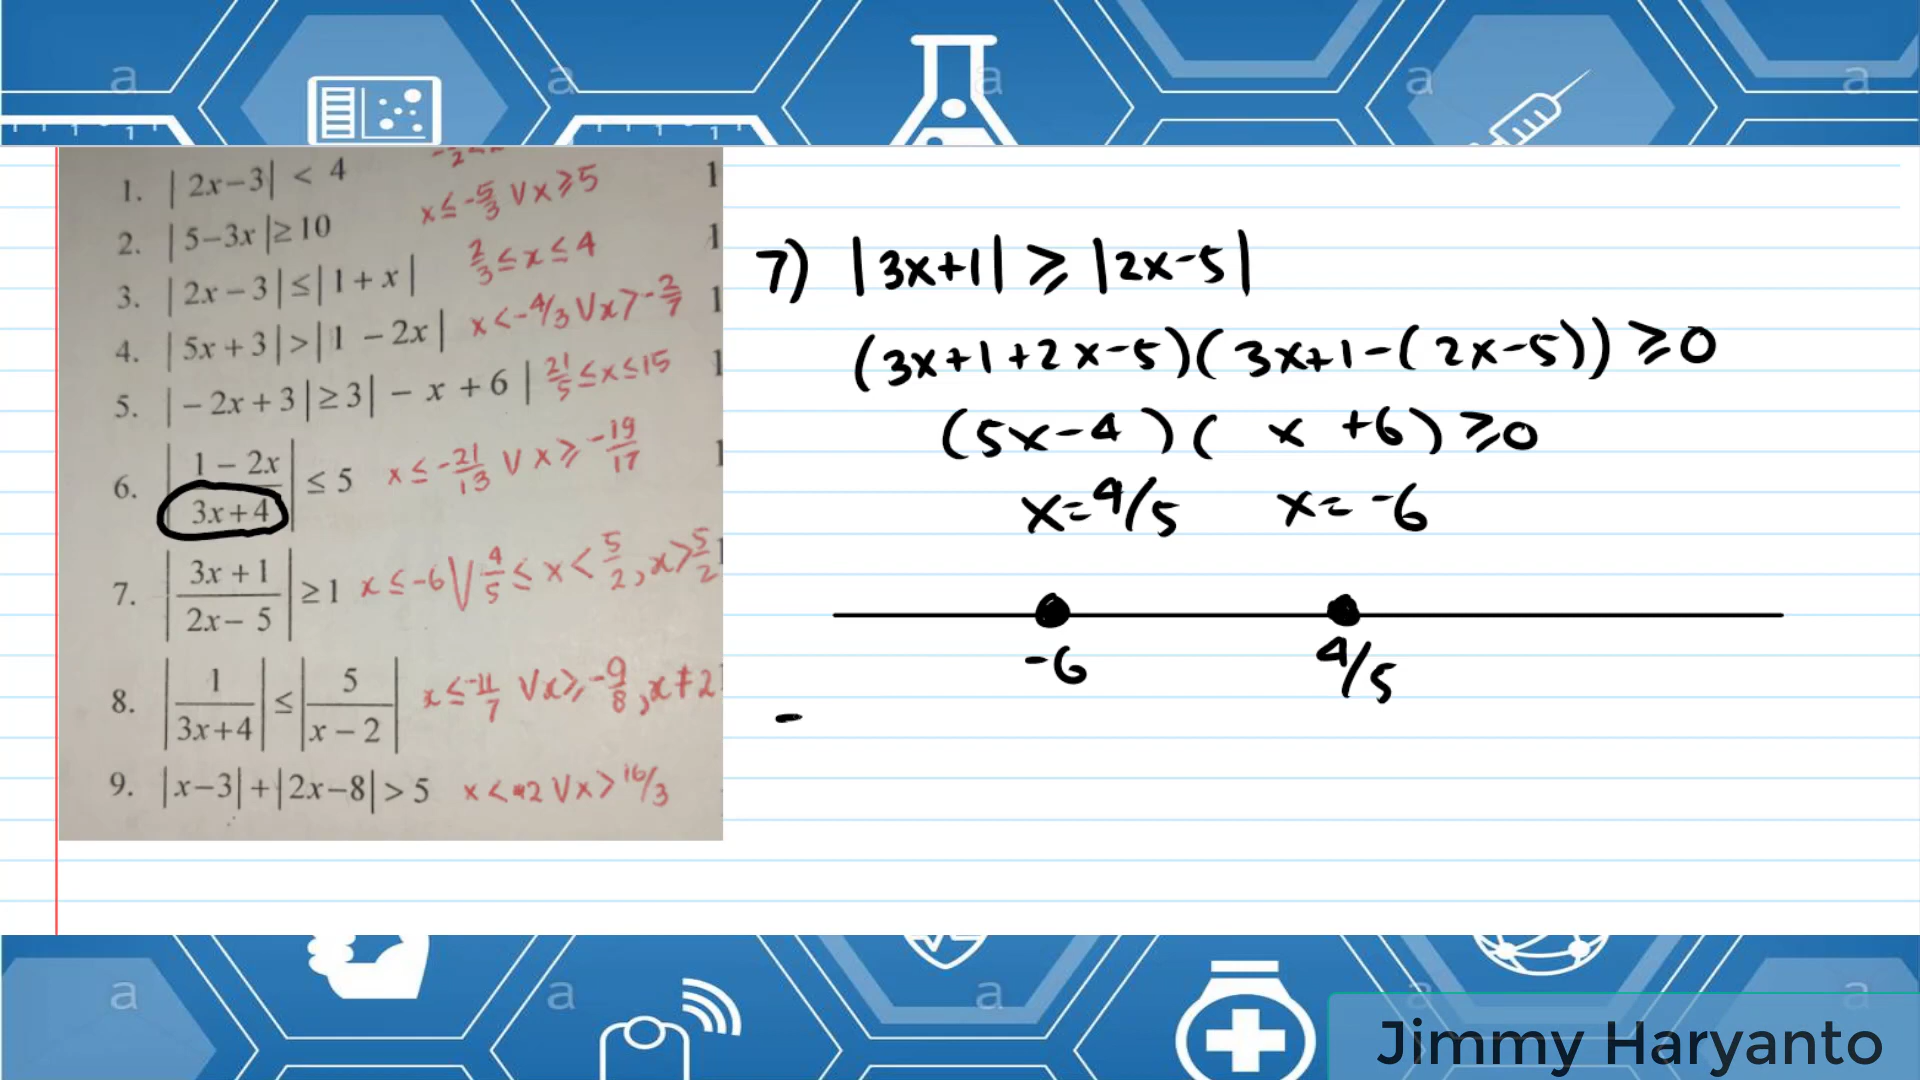 1. | 2x−3| < 4
x ≤ -5/3 ∨ x ≥ 5
2. | 5−3x |≥ 10
2/3 ≤ x ≤ 4
3. | 2x − 3|≤| 1 + x |
x < -4/3 ∨ x > -2/7
4. | 5x + 3|>|1 − 2x |
5. | − 2x + 3 |≥ 3| − x + 6 |
21/5 ≤ x ≤ 15
6. |(1 − 2x)/(3x+4)| ≤ 5
x ≤ -21/13 ∨ x ≥ -19/17
7. |(3x + 1)/(2x− 5)| ≥ 1
x ≤ -6 ∨ 4/5 ≤ x < 5/2, x > 5/2
8. |1/(3x+4)| ≤ |5/(x − 2)|
x ≤ -11/7 ∨ x ≥ -9/8, x ≠ 2
9. |x−3|+|2x−8|> 5
x < 2 ∨ x > 16/3
7) |3x+1| ≥ |2x-5|
(3x+1+2x-5)(3x+1-(2x-5)) ≥ 0
(5x-4)( x +6) ≥ 0
x = 4/5 x = -6
-6 4/5
-
Jimmy Haryanto